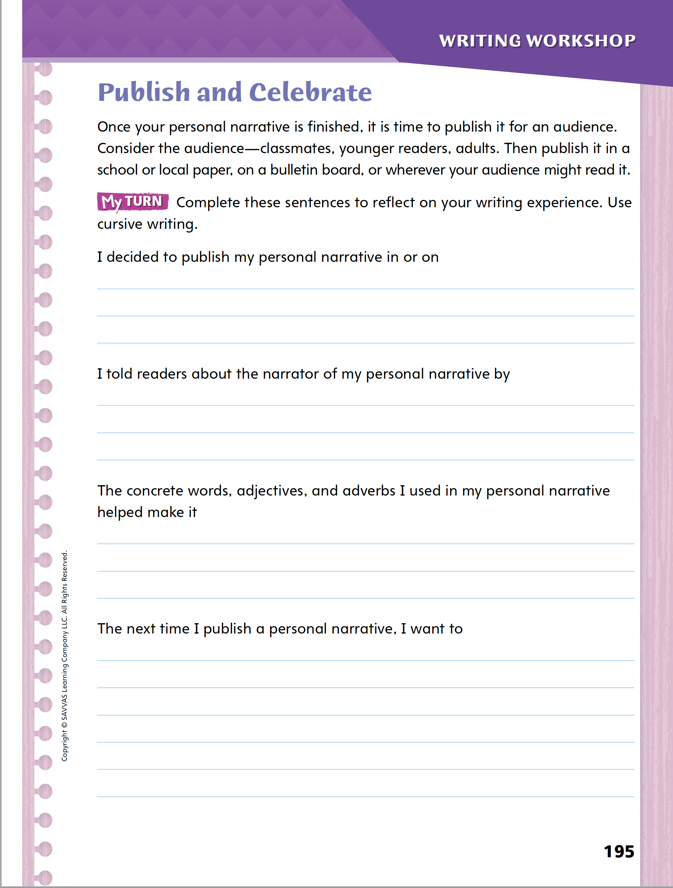 WRITING WORKSHOP
Publish and Celebrate
Once your personal narrative is finished, it is time to publish it for an audience.
Consider the audience—classmates, younger readers, adults. Then publish it in a
school or local paper, on a bulletin board, or wherever your audience might read it.
My TURN Complete these sentences to reflect on your writing experience. Use
cursive writing.
I decided to publish my personal narrative in or on
I told readers about the narrator of my personal narrative by
The concrete words, adjectives, and adverbs I used in my personal narrative
helped make it
The next time I publish a personal narrative, I want to
Copyright © SAVVAS Learning Company LLC. All Rights Reserved.
195